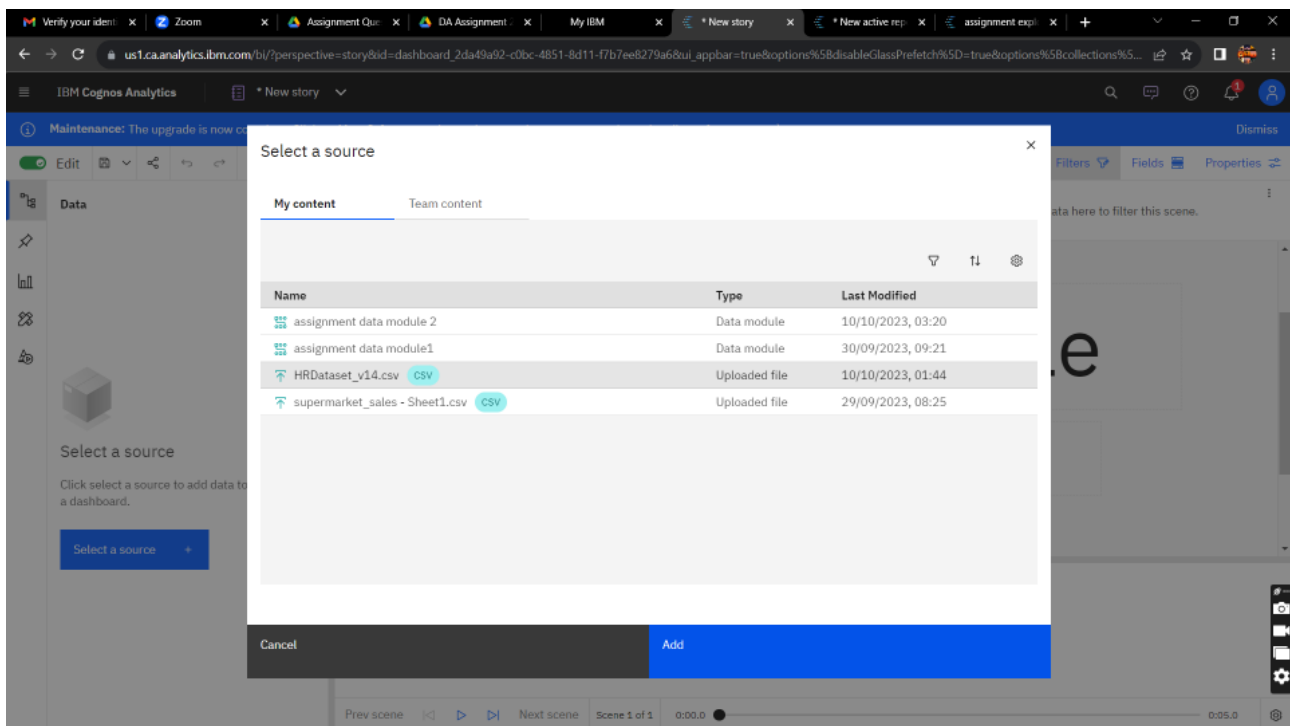 Verify your identi
Zoom
Assignment Que
DA Assignment 2
My IBM
* New story
* New active rep
assignment expl
us1.ca.analytics.ibm.com/bi/?perspective=story&id=dashboard_2da49a92-c0bc-4851-8d11-f7b7ee8279a6&ui_appbar=true&options%5BdisableGlassPrefetch%5D=true&options%5Bcollections%5...
IBM Cognos Analytics
* New story
1
Maintenance: The upgrade is now co
Dismiss
Edit
Filters
Fields
Properties
Data
Select a source
ata here to filter this scene.
My content
Team content
Name Type Last Modified
assignment data module 2 Data module 10/10/2023, 03:20
assignment data module1 Data module 30/09/2023, 09:21
HRDataset_v14.csv CSV Uploaded file 10/10/2023, 01:44
supermarket_sales - Sheet1.csv CSV Uploaded file 29/09/2023, 08:25
e
Select a source
Click select a source to add data to
a dashboard.
Select a source +
Cancel
Add
Prev scene
Next scene
Scene 1 of 1
0:00.0
0:05.0